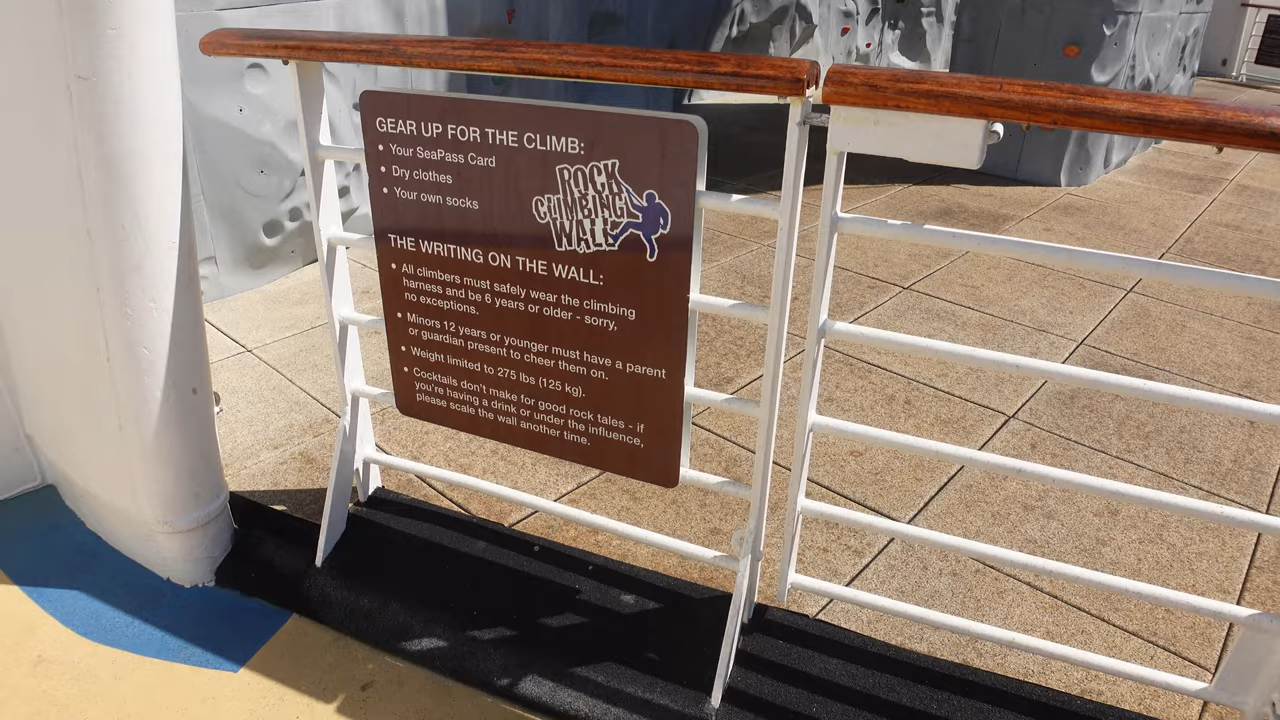 GEAR UP FOR THE CLIMB:
• Your SeaPass Card
• Dry clothes
• Your own socks
ROCK
CLIMBING
WALL
THE WRITING ON THE WALL:
• All climbers must safely wear the climbing
harness and be 6 years or older - sorry,
no exceptions.
• Minors 12 years or younger must have a parent
or guardian present to cheer them on.
• Weight limited to 275 lbs (125 kg).
• Cocktails don't make for good rock tales - if
you're having a drink or under the influence,
please scale the wall another time.